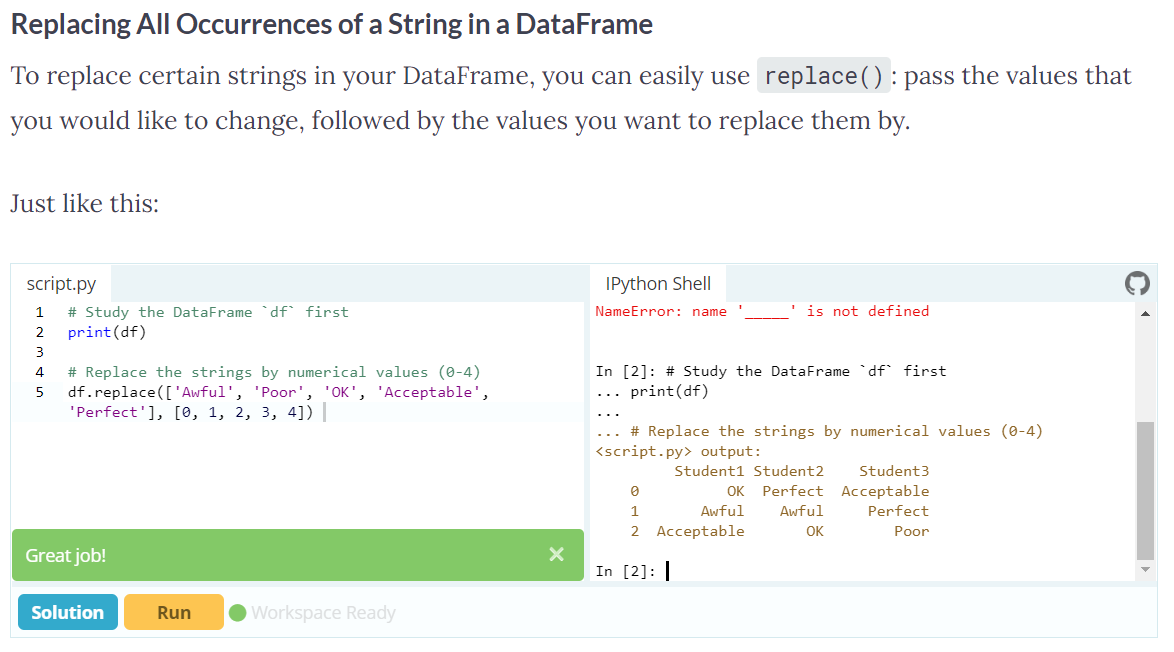 Replacing All Occurrences of a String in a DataFrame
To replace certain strings in your DataFrame, you can easily use replace(): pass the values that
you would like to change, followed by the values you want to replace them by.
Just like this:
script.py
1 # Study the DataFrame `df` first
2 print(df)
3
4 # Replace the strings by numerical values (0-4)
5 df.replace(['Awful', 'Poor', 'OK', 'Acceptable',
'Perfect'], [0, 1, 2, 3, 4])
Great job!
Solution Run Workspace Ready
IPython Shell
NameError: name '_____' is not defined
In [2]: # Study the DataFrame `df` first
... print(df)
...
... # Replace the strings by numerical values (0-4)
<script.py> output:
Student1 Student2 Student3
0 OK Perfect Acceptable
1 Awful Awful Perfect
2 Acceptable OK Poor
In [2]: